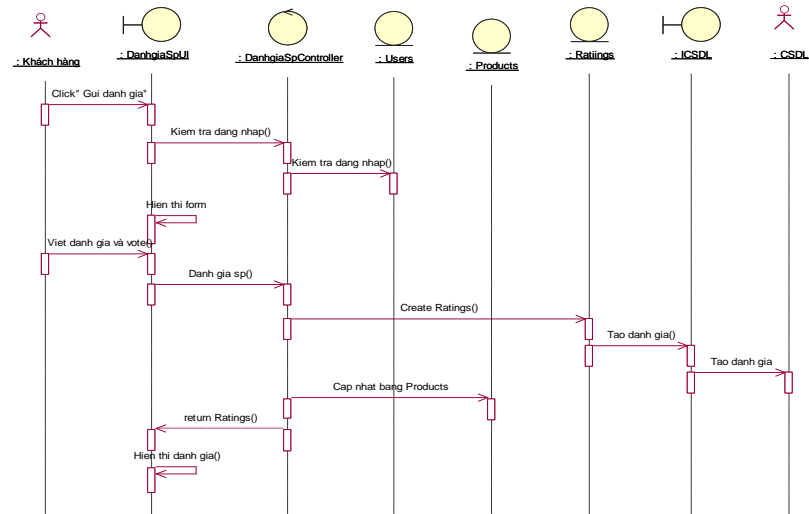 : Khách hàng
: DanhgiaSpUI
: DanhgiaSpController
: Users
: Products
: Ratiings
: ICSDL
: CSDL
Click" Gui danh gia"
Kiem tra dang nhap()
Kiem tra dang nhap()
Hien thi form
Viet danh gia và vote()
Danh gia sp()
Create Ratings()
Tao danh gia()
Tao danh gia
Cap nhat bang Products
return Ratings()
Hien thi danh gia()